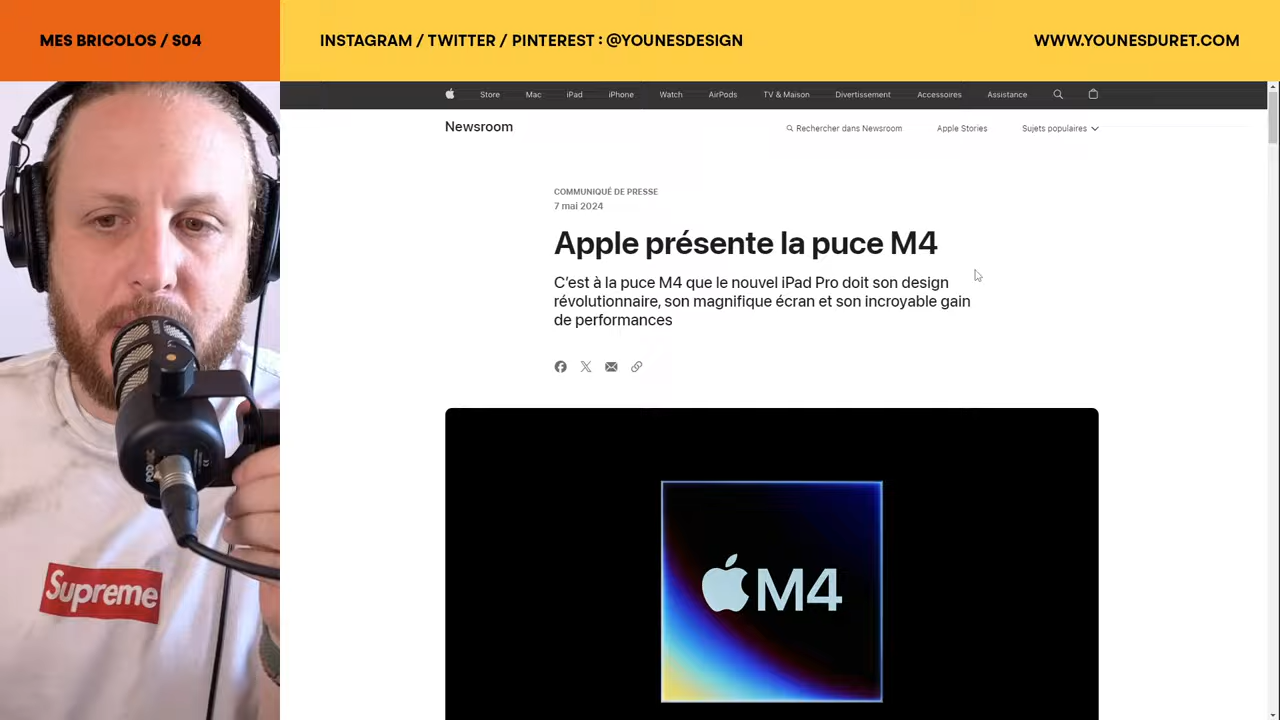 MES BRICOLOS / S04
INSTAGRAM / TWITTER / PINTEREST : @YOUNESDESIGN
WWW.YOUNESDURET.COM
Store Mac iPad iPhone Watch AirPods TV & Maison Divertissement Accessoires Assistance
Newsroom
Rechercher dans Newsroom Apple Stories Sujets populaires
COMMUNIQUÉ DE PRESSE
7 mai 2024
Apple présente la puce M4
C’est à la puce M4 que le nouvel iPad Pro doit son design
révolutionnaire, son magnifique écran et son incroyable gain
de performances
M4
Supreme